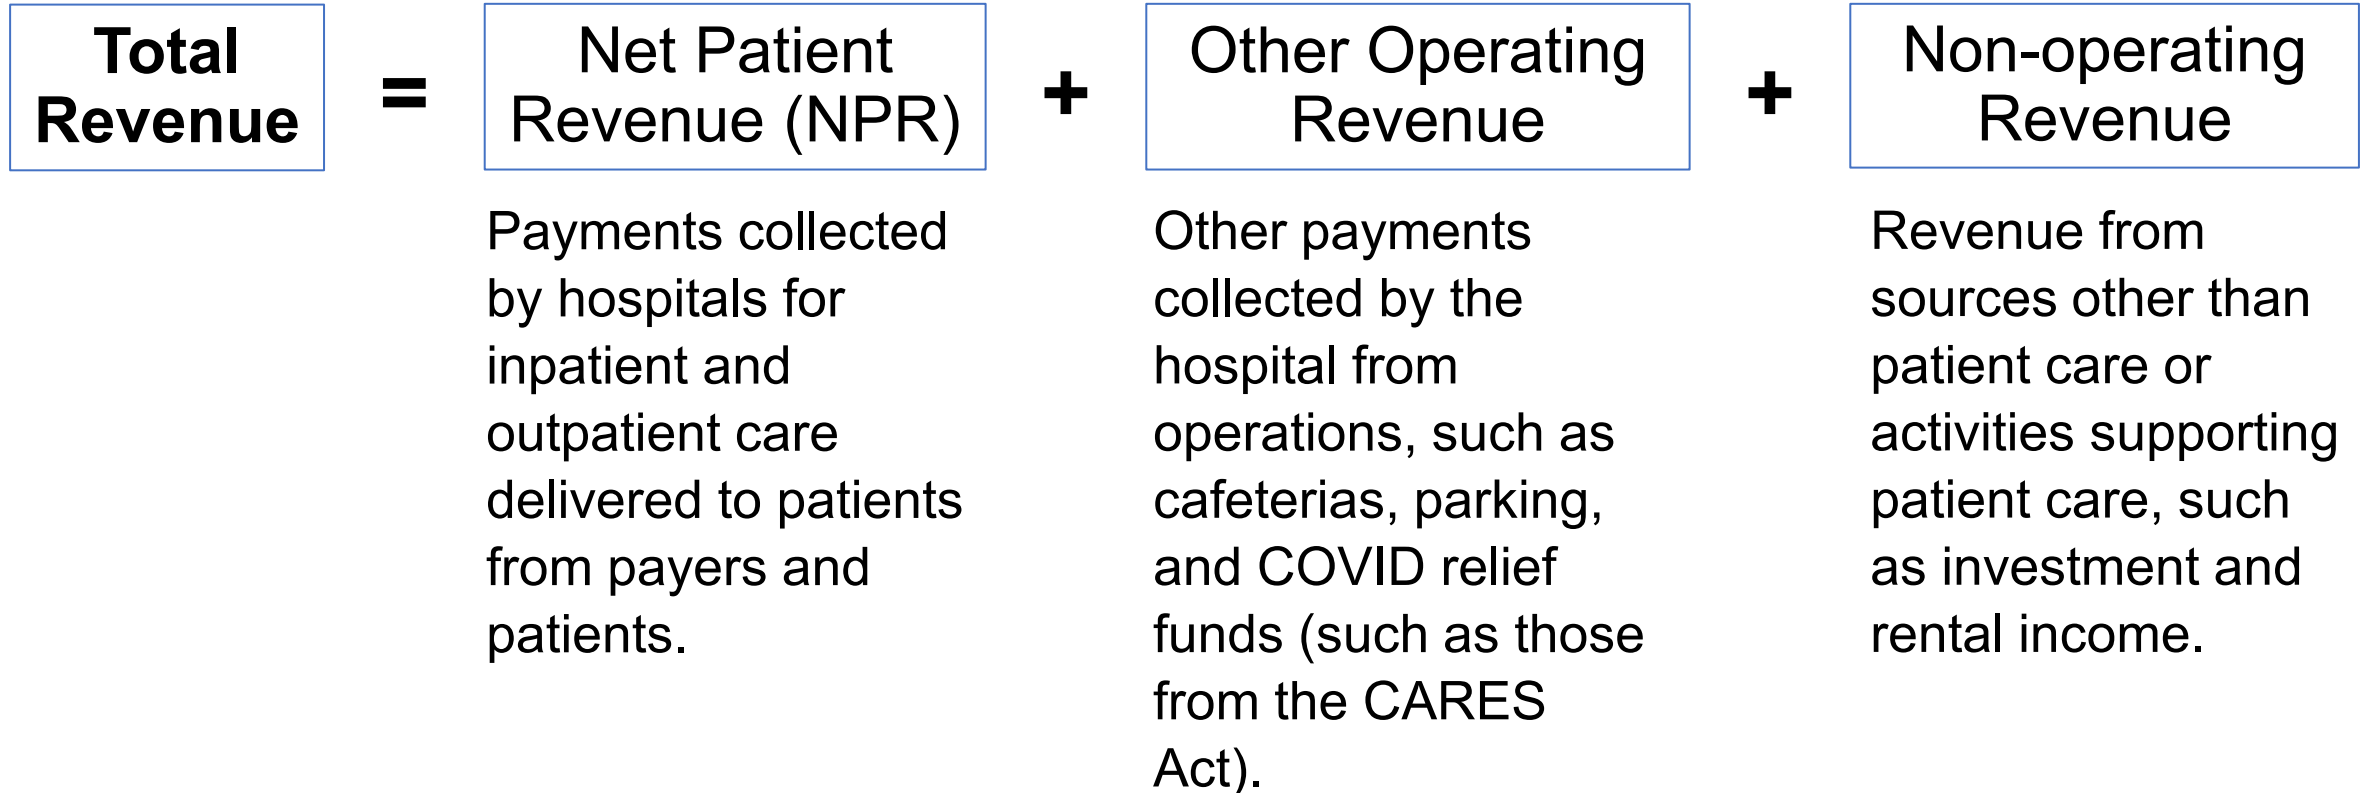 Total
Revenue
=
Net Patient
Revenue (NPR)
+
Other Operating
Revenue
+
Non-operating
Revenue
Payments collected
by hospitals for
inpatient and
outpatient care
delivered to patients
from payers and
patients.
Other payments
collected by the
hospital from
operations, such as
cafeterias, parking,
and COVID relief
funds (such as those
from the CARES
Act).
Revenue from
sources other than
patient care or
activities supporting
patient care, such
as investment and
rental income.